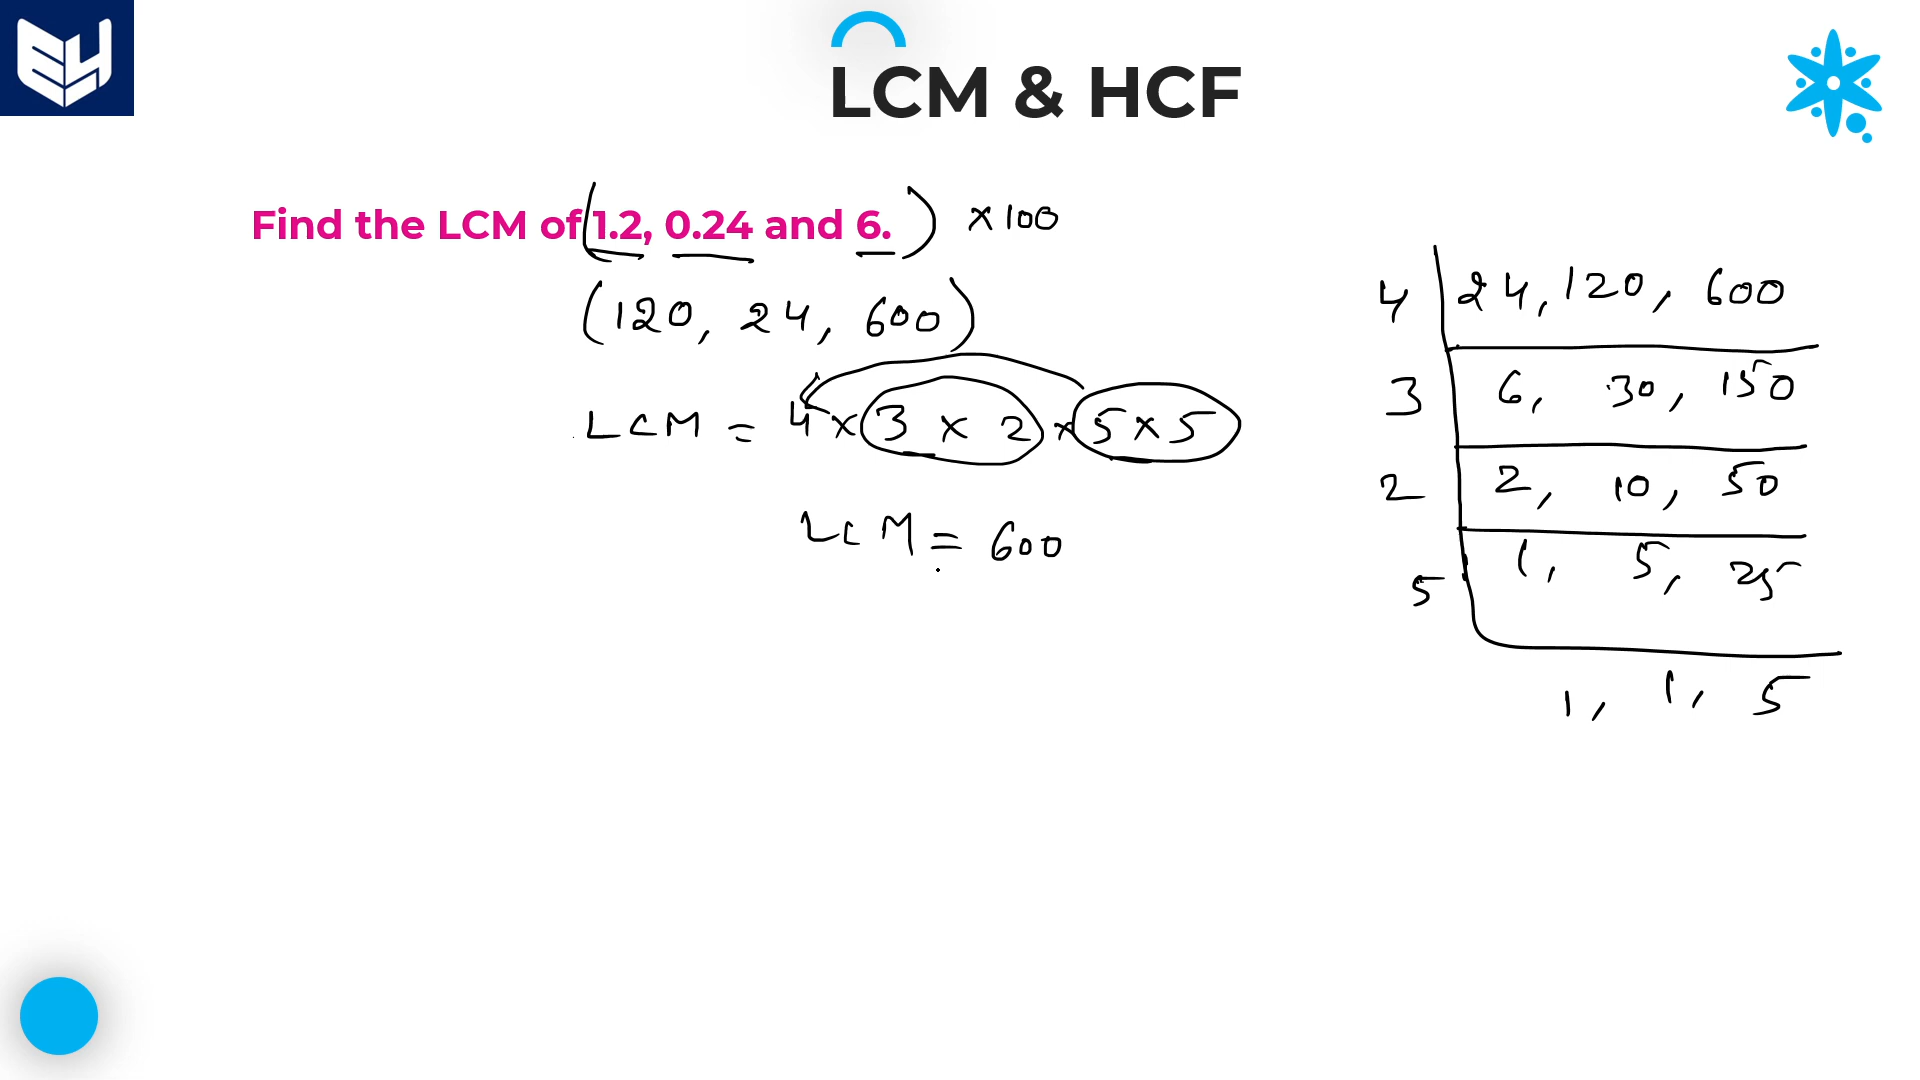 LCM & HCF
Find the LCM of (1.2, 0.24 and 6.) ×100
(120, 24, 600)
LCM = 4×3×2×5×5
LCM = 600
4 24, 120, 600
3 6, 30, 150
2 2, 10, 50
5 1, 5, 25
1, 1, 5